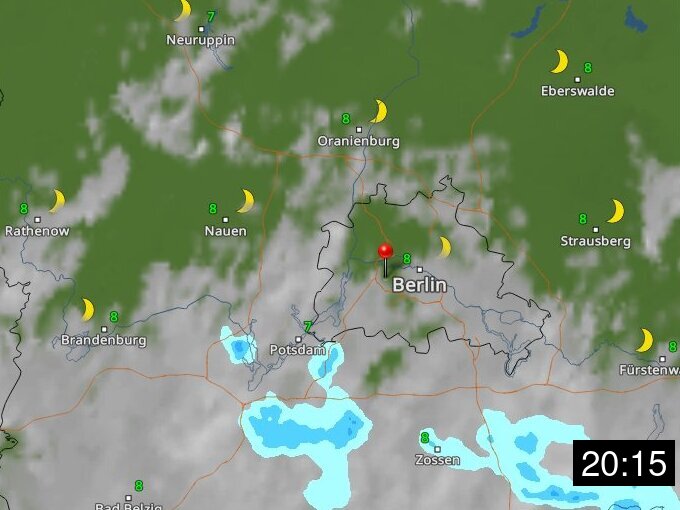 7
Neuruppin
8
Eberswalde
8
Oranienburg
8
Rathenow
8
Nauen
8
Strausberg
8
Berlin
8
Brandenburg
7
Potsdam
8
Fürstenwa
8
Zossen
20:15
8
Bad Belzig